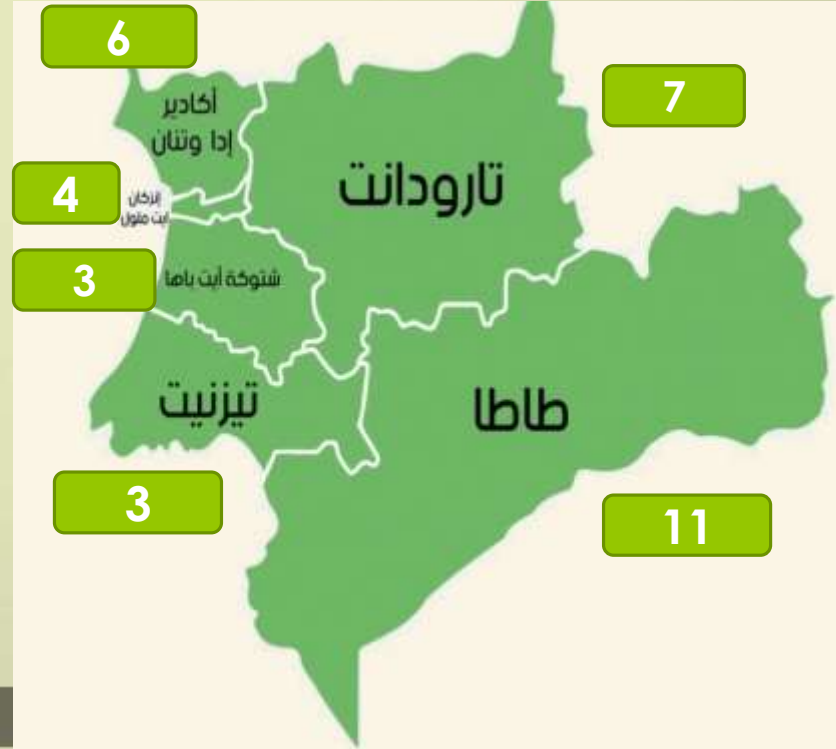 6
7
أكادير
إدا وتنان
تارودانت
4
إنزكان
أيت ملول
3
شتوكة أيت باها
تيزنيت
طاطا
3
11